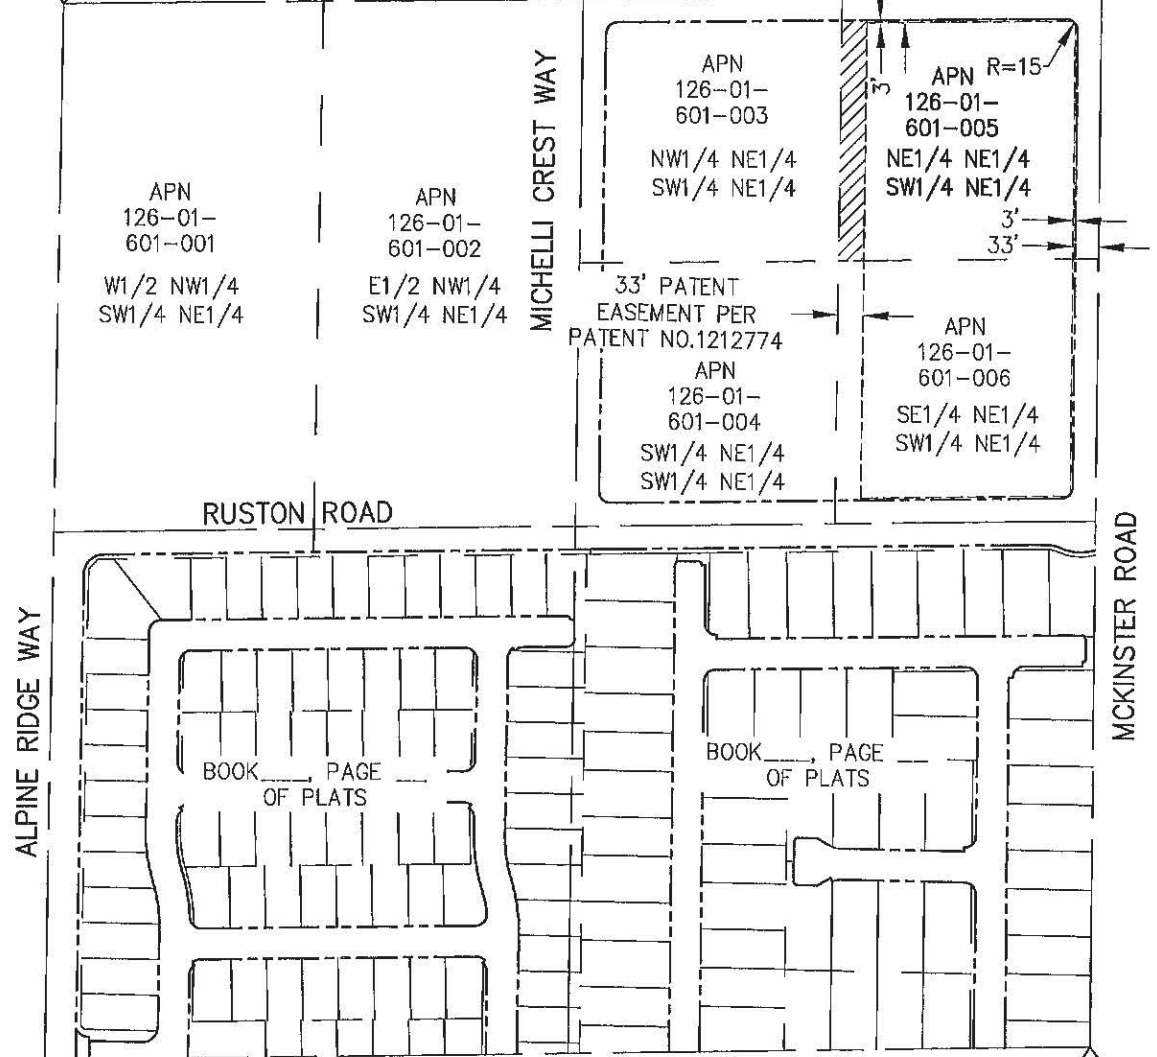 APN
126-01-
601-001
W1/2 NW1/4
SW1/4 NE1/4
APN
126-01-
601-002
E1/2 NW1/4
SW1/4 NE1/4
MICHELLI CREST WAY
APN
126-01-
601-003
NW1/4 NE1/4
SW1/4 NE1/4
3'
R=15
APN
126-01-
601-005
NE1/4 NE1/4
SW1/4 NE1/4
3'
33'
33' PATENT
EASEMENT PER
PATENT NO.1212774
APN
126-01-
601-004
SW1/4 NE1/4
SW1/4 NE1/4
APN
126-01-
601-006
SE1/4 NE1/4
SW1/4 NE1/4
RUSTON ROAD
ALPINE RIDGE WAY
MCKINSTER ROAD
BOOK___, PAGE ___
OF PLATS
BOOK___, PAGE ___
OF PLATS